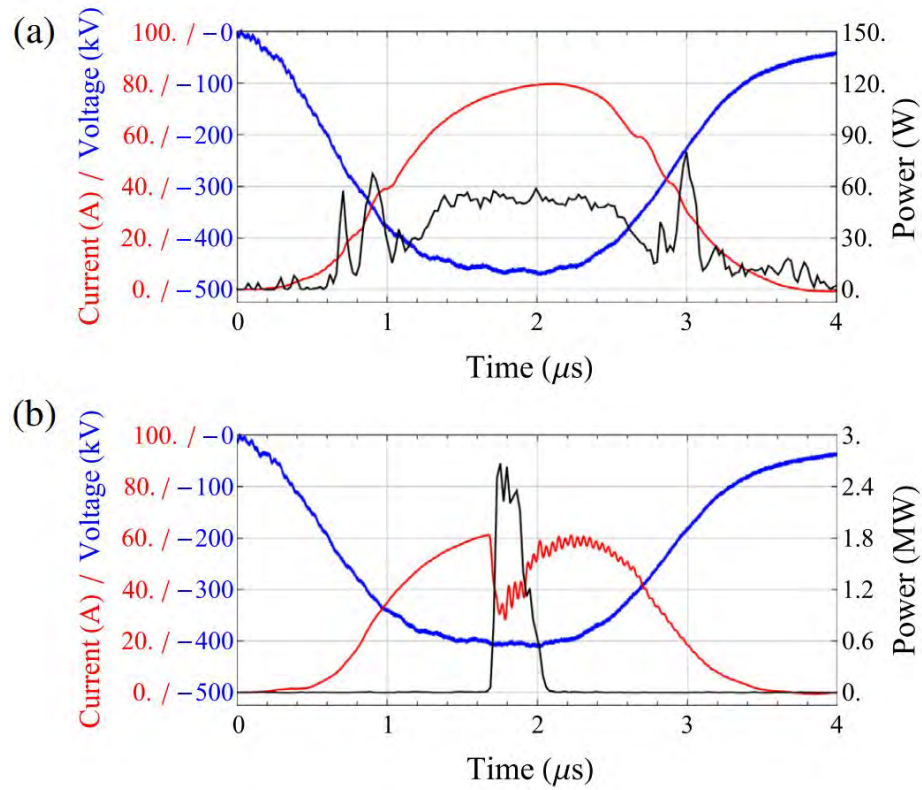 (a)
Current (A) / Voltage (kV)
100. / −0
80. / −100
60. / −200
40. / −300
20. / −400
0. / −500
150.
120.
90.
60.
30.
0.
Power (W)
0 1 2 3 4
Time (μs)
(b)
Current (A) / Voltage (kV)
100. / −0
80. / −100
60. / −200
40. / −300
20. / −400
0. / −500
3.
2.4
1.8
1.2
0.6
0.
Power (MW)
0 1 2 3 4
Time (μs)